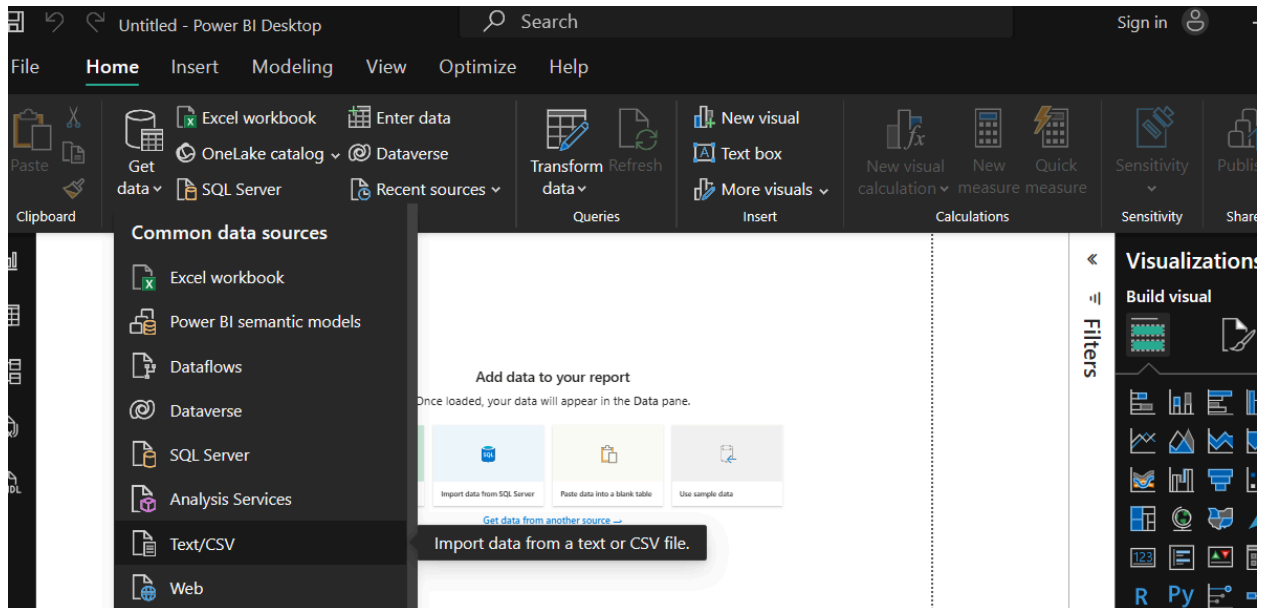 Untitled - Power BI Desktop
Search
Sign in
File Home Insert Modeling View Optimize Help
Paste
Clipboard
Get data
Excel workbook
OneLake catalog
SQL Server
Enter data
Dataverse
Recent sources
Transform data
Refresh
Queries
New visual
Text box
More visuals
Insert
New visual calculation
New measure
Quick measure
Calculations
Sensitivity
Sensitivity
Share
Common data sources
Excel workbook
Power BI semantic models
Dataflows
Dataverse
SQL Server
Analysis Services
Text/CSV
Web
Import data from a text or CSV file.
Add data to your report
Once loaded, your data will appear in the Data pane.
SQL
Import data from SQL Server
Paste data into a blank table
Use sample data
Get data from another source →
Filters
Visualizations
Build visual
123
R Py